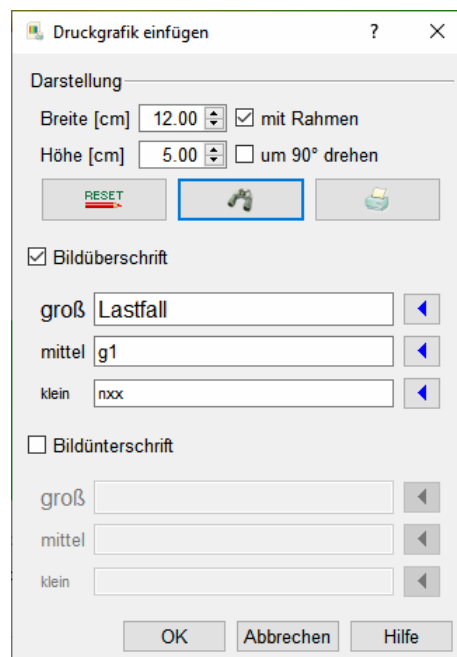 Druckgrafik einfügen ?
Darstellung
Breite [cm] 12.00 mit Rahmen
Höhe [cm] 5.00 um 90° drehen
RESET
Bildüberschrift
groß Lastfall
mittel g1
klein nxx
Bildünterschrift
groß
mittel
klein
OK Abbrechen Hilfe